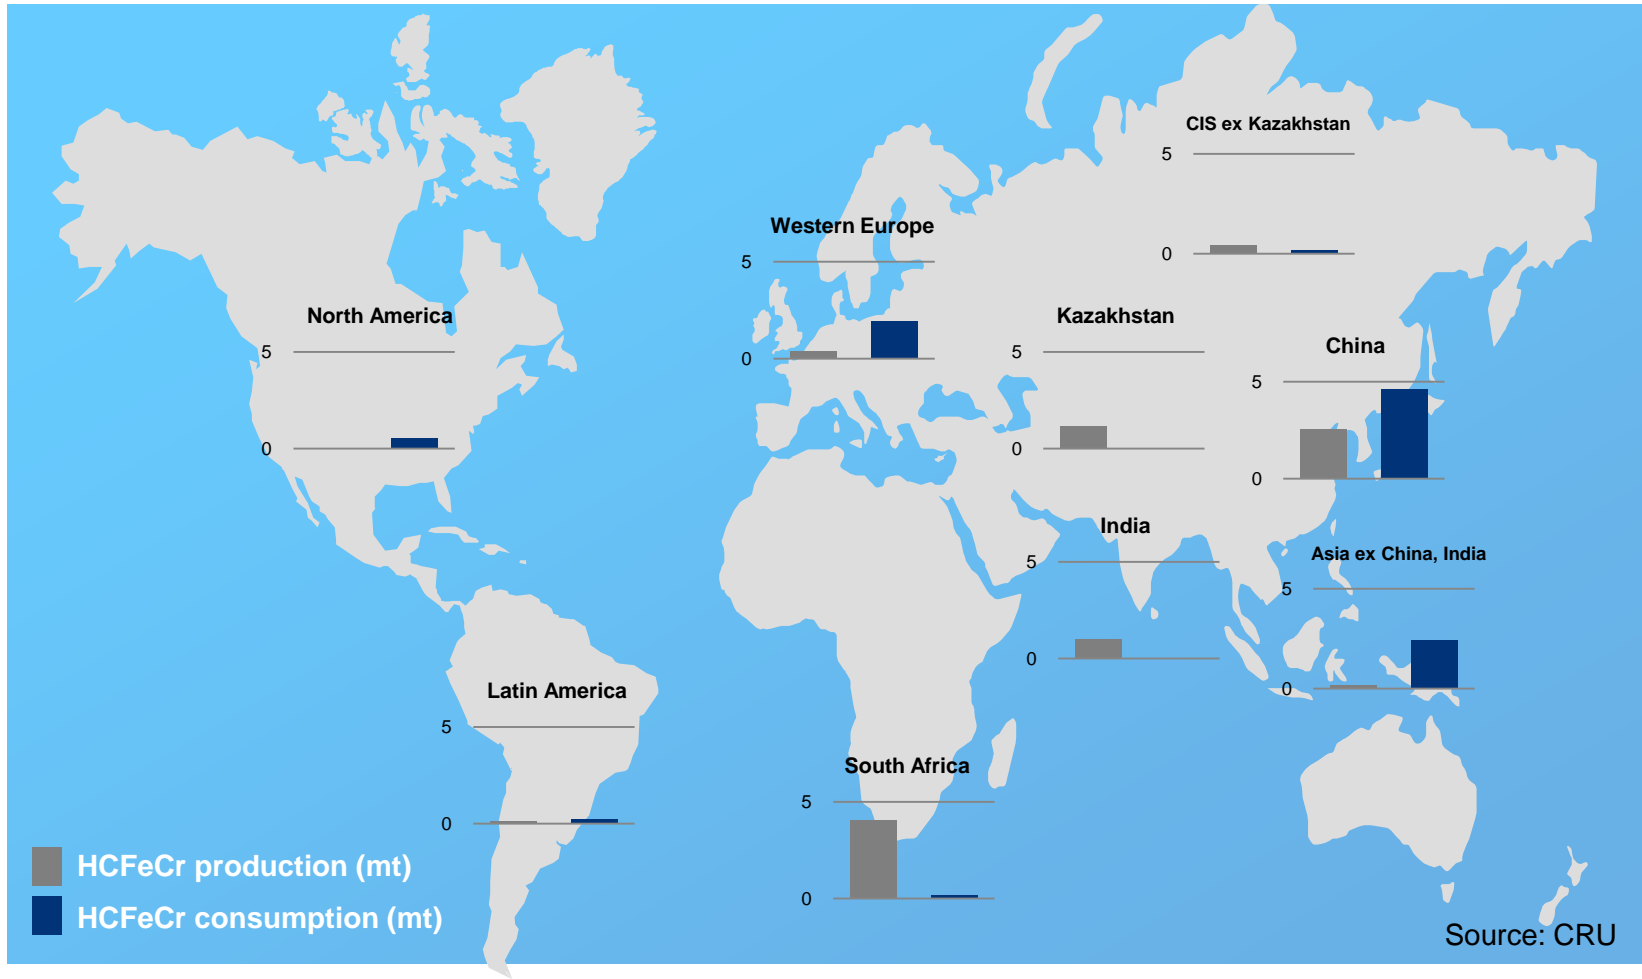 CIS ex Kazakhstan
5
0
Western Europe
5
0
North America
5
0
Kazakhstan
5
0
China
5
0
India
5
0
Asia ex China, India
5
0
Latin America
5
0
South Africa
5
0
HCFeCr production (mt)
HCFeCr consumption (mt)
Source: CRU